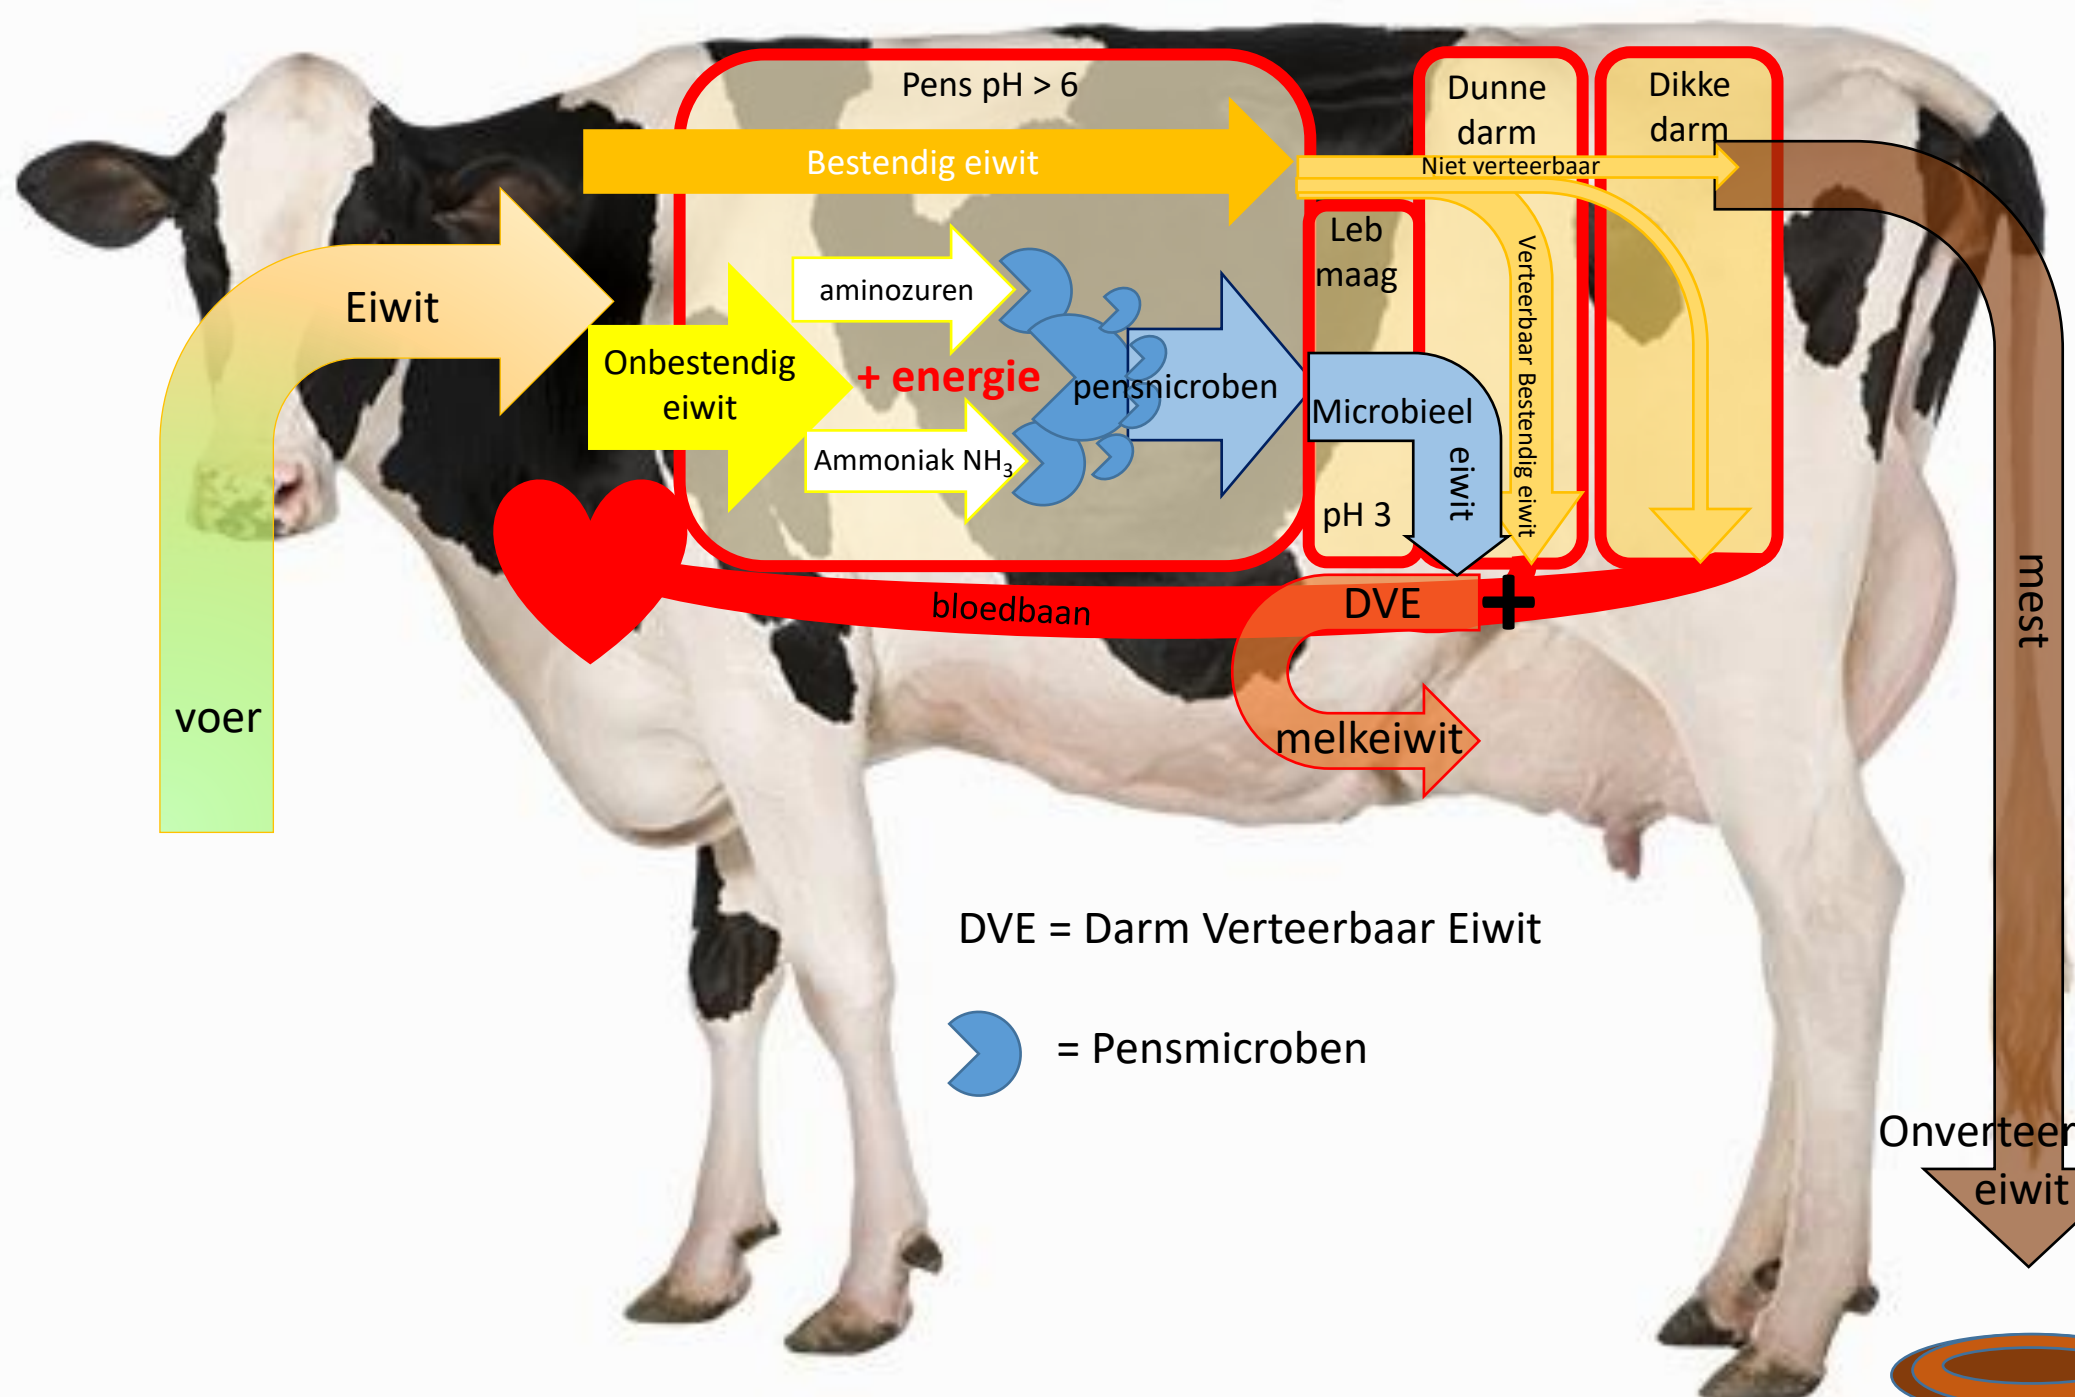 Pens pH > 6
Dunne
darm
Dikke
darm
Bestendig eiwit
Niet verteerbaar
Leb
maag
Verteerbaar Bestendig eiwit
Eiwit
aminozuren
Onbestendig
eiwit
+ energie
pensnicroben
Microbieel
eiwit
Ammoniak NH₃
pH 3
bloedbaan
DVE
+
mest
voer
melkeiwit
DVE = Darm Verteerbaar Eiwit
= Pensmicroben
eiwit